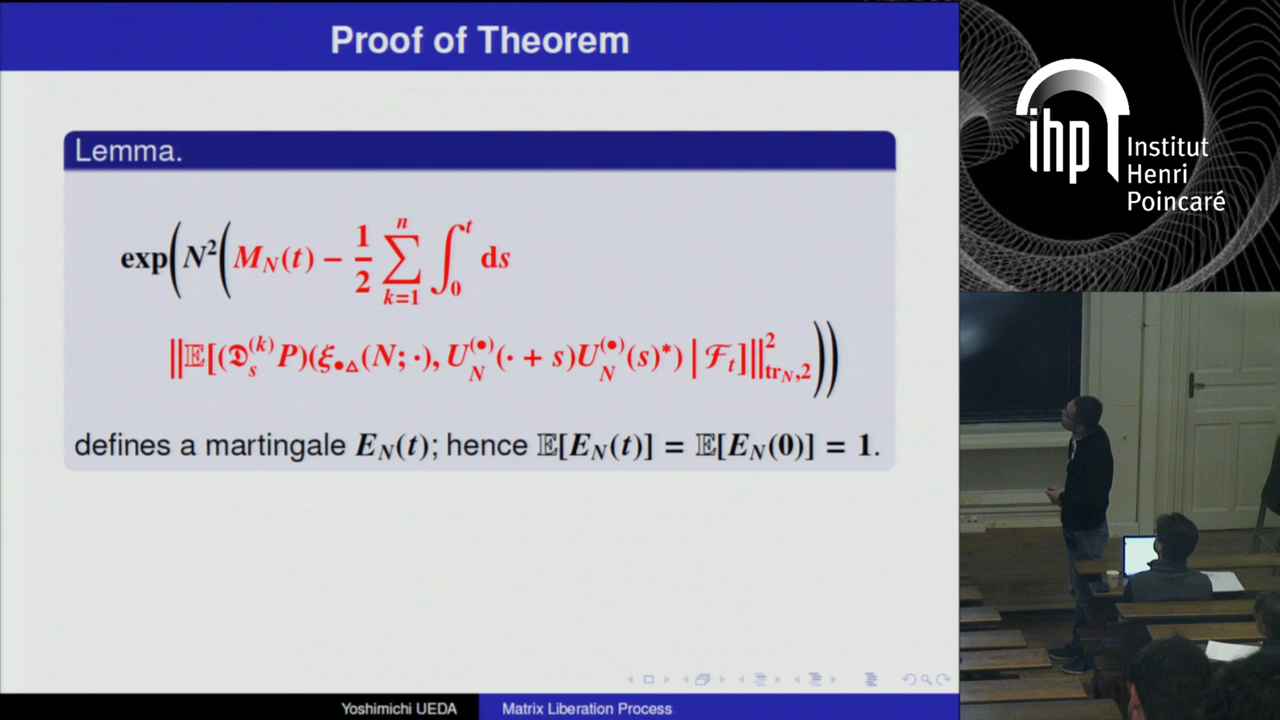 Proof of Theorem
Lemma.
exp(N²(M_N(t) − 1/2 ∑_{k=1}^{n} ∫_0^t ds
‖𝔼[(𝔇_s^{(k)} P)(ξ_{•△}(N; ·), U_N^{(•)}(· + s)U_N^{(•)}(s)*) | ℱ_t]‖²_{tr_N,2}))
defines a martingale E_N(t); hence 𝔼[E_N(t)] = 𝔼[E_N(0)] = 1.
Yoshimichi UEDA
Matrix Liberation Process
ihp
Institut
Henri
Poincaré